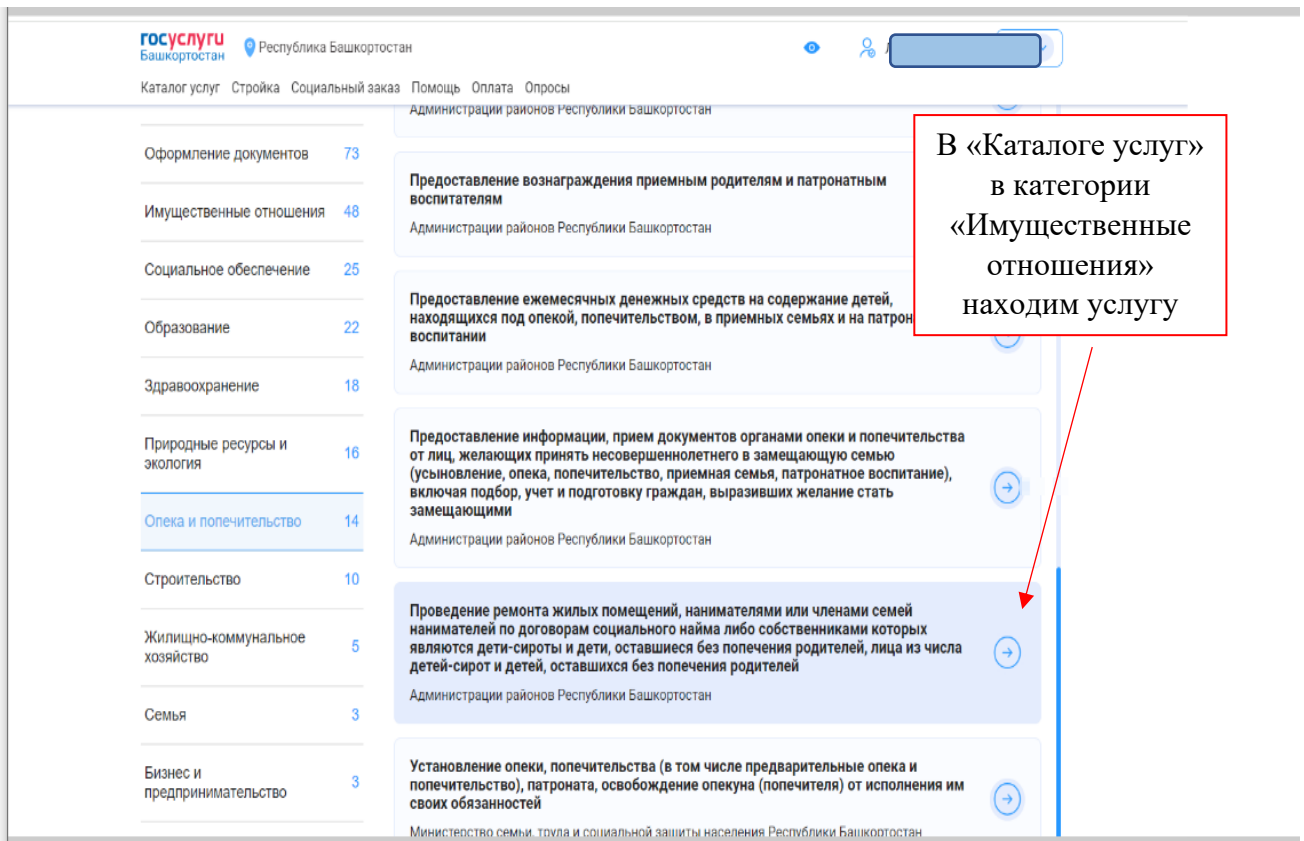 госуслуги
Башкортостан
Республика Башкортостан
Каталог услуг Стройка Социальный заказ Помощь Оплата Опросы
Оформление документов 73
Имущественные отношения 48
Социальное обеспечение 25
Образование 22
Здравоохранение 18
Природные ресурсы и
экология 16
Опека и попечительство 14
Строительство 10
Жилищно-коммунальное
хозяйство 5
Семья 3
Бизнес и
предпринимательство 3
Администрации районов Республики Башкортостан
Предоставление вознаграждения приемным родителям и патронатным
воспитателям
Администрации районов Республики Башкортостан
Предоставление ежемесячных денежных средств на содержание детей,
находящихся под опекой, попечительством, в приемных семьях и на патрон
воспитании
Администрации районов Республики Башкортостан
Предоставление информации, прием документов органами опеки и попечительства
от лиц, желающих принять несовершеннолетнего в замещающую семью
(усыновление, опека, попечительство, приемная семья, патронатное воспитание),
включая подбор, учет и подготовку граждан, выразивших желание стать
замещающими
Администрации районов Республики Башкортостан
Проведение ремонта жилых помещений, нанимателями или членами семей
нанимателей по договорам социального найма либо собственниками которых
являются дети-сироты и дети, оставшиеся без попечения родителей, лица из числа
детей-сирот и детей, оставшихся без попечения родителей
Администрации районов Республики Башкортостан
Установление опеки, попечительства (в том числе предварительные опека и
попечительство), патроната, освобождение опекуна (попечителя) от исполнения им
своих обязанностей
Министерство семьи, труда и социальной защиты населения Республики Башкортостан
В «Каталоге услуг»
в категории
«Имущественные
отношения»
находим услугу